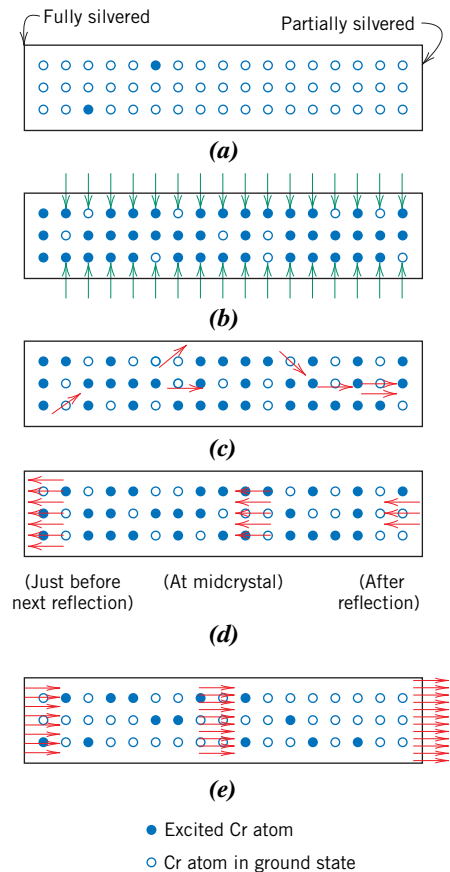 Fully silvered
Partially silvered
(a)
(b)
(c)
(Just before
next reflection)
(At midcrystal)
(After
reflection)
(d)
(e)
Excited Cr atom
Cr atom in ground state